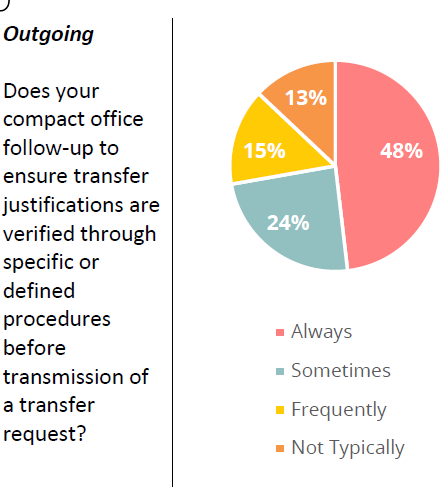 Outgoing
Does your
compact office
follow-up to
ensure transfer
justifications are
verified through
specific or
defined
procedures
before
transmission of
a transfer
request?
13%
15%
48%
24%
Always
Sometimes
Frequently
Not Typically